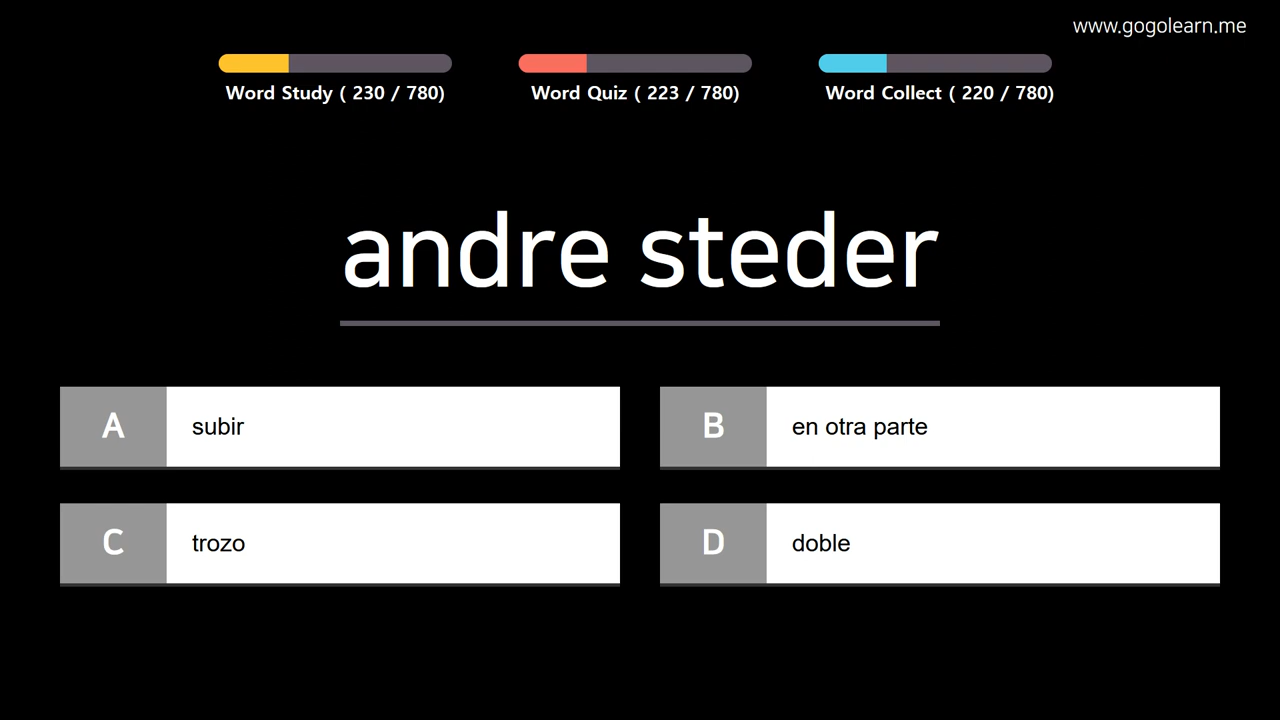 www.gogolearn.me
Word Study ( 230 / 780)
Word Quiz ( 223 / 780)
Word Collect ( 220 / 780)
andre steder
A subir
B en otra parte
C trozo
D doble